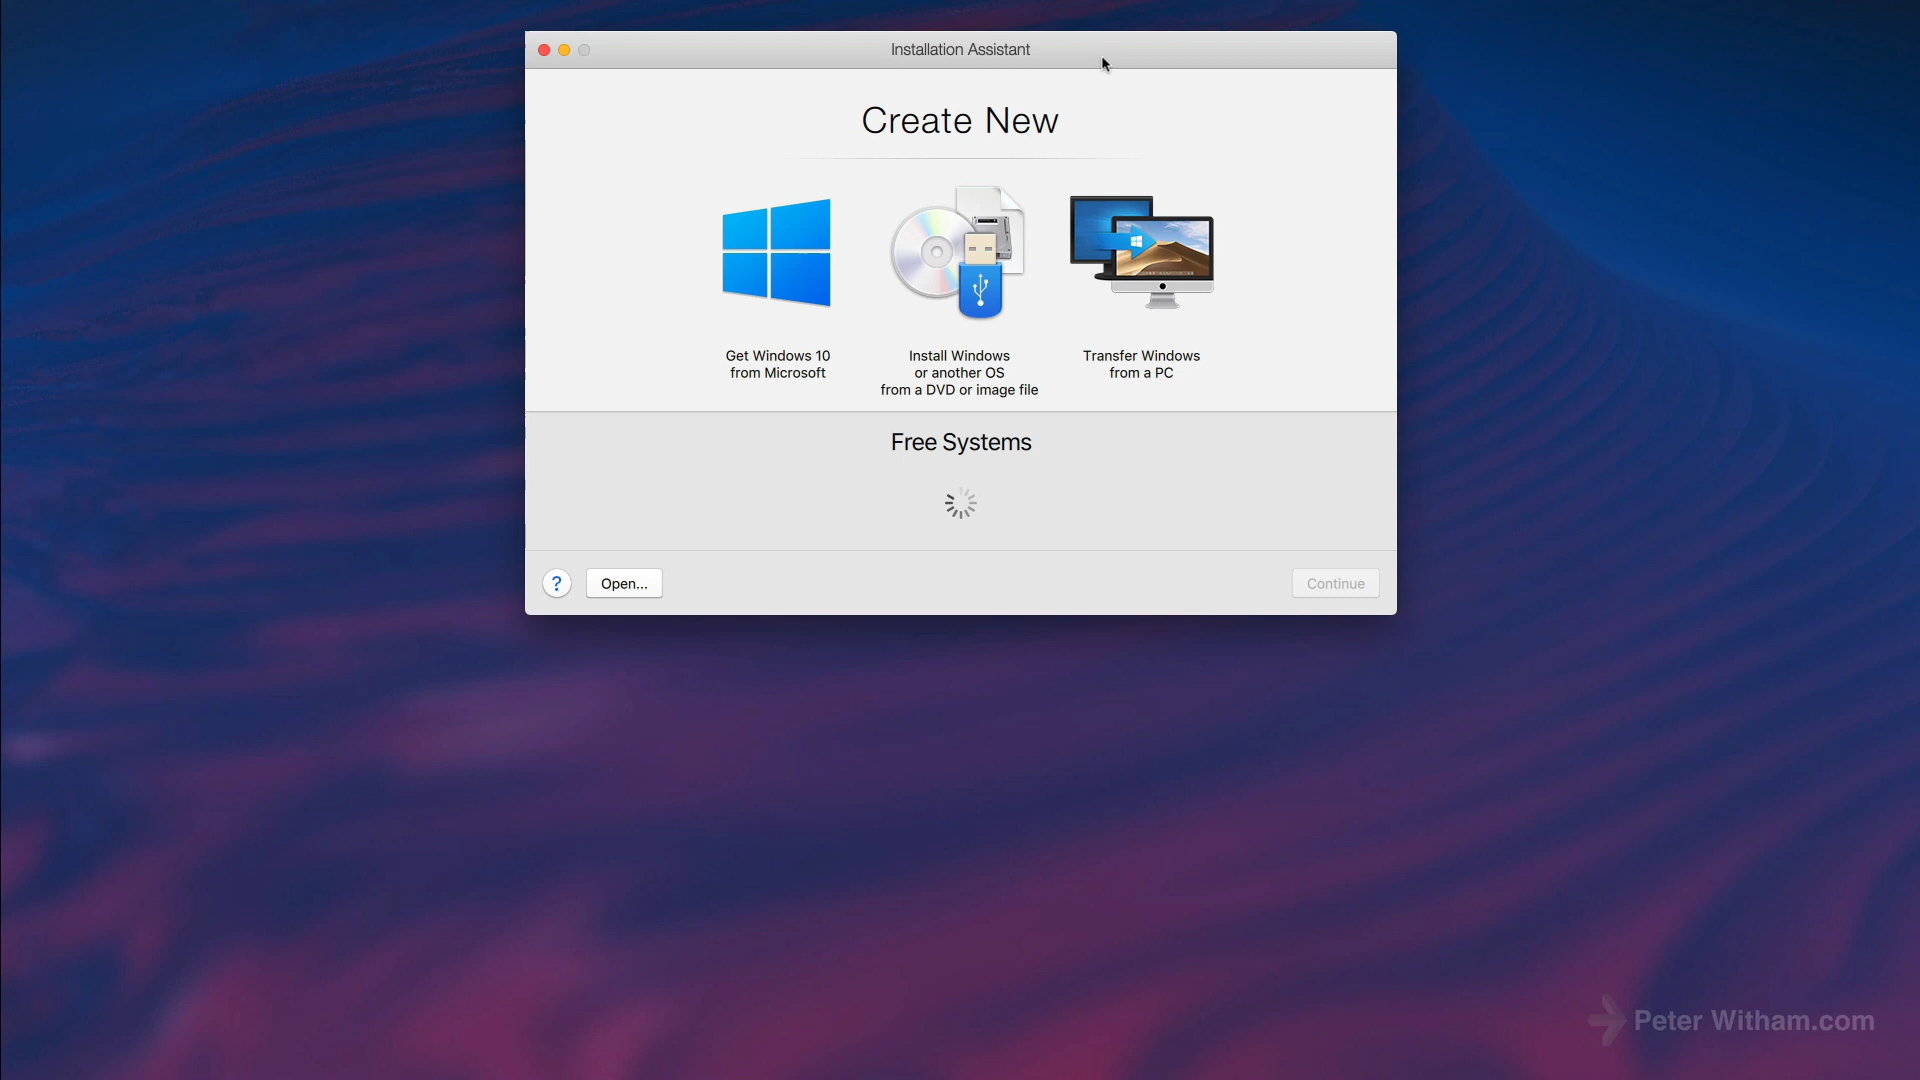 Installation Assistant
Create New
Get Windows 10
from Microsoft
Install Windows
or another OS
from a DVD or image file
Transfer Windows
from a PC
Free Systems
?
Open...
Continue
Peter Witham.com